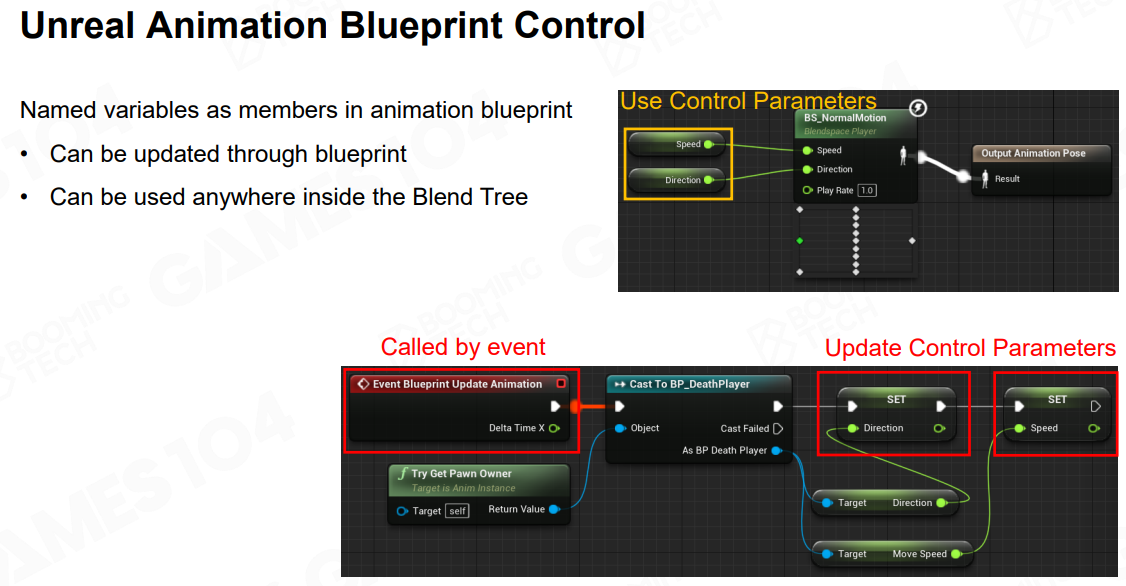 Unreal Animation Blueprint Control
Named variables as members in animation blueprint
• Can be updated through blueprint
• Can be used anywhere inside the Blend Tree
Use Control Parameters
Speed
Direction
BS_NormalMotion
Blendspace Player
Speed
Direction
Play Rate 1.0
Output Animation Pose
Result
Called by event
Update Control Parameters
Event Blueprint Update Animation
Delta Time X
Cast To BP_DeathPlayer
Object
Cast Failed
As BP Death Player
SET
Direction
SET
Speed
f Try Get Pawn Owner
Target is Anim Instance
Target self
Return Value
Target Direction
Target Move Speed
BOOMING
TECH
GAMES104